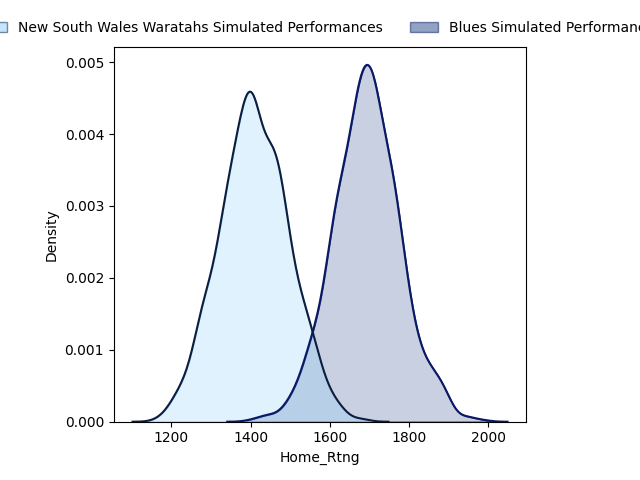 New South Wales Waratahs Simulated Performances
Blues Simulated
0.005
0.004
0.003
0.002
0.001
0.000
Density
1200 1400 1600 1800 2000
Home_Rtng